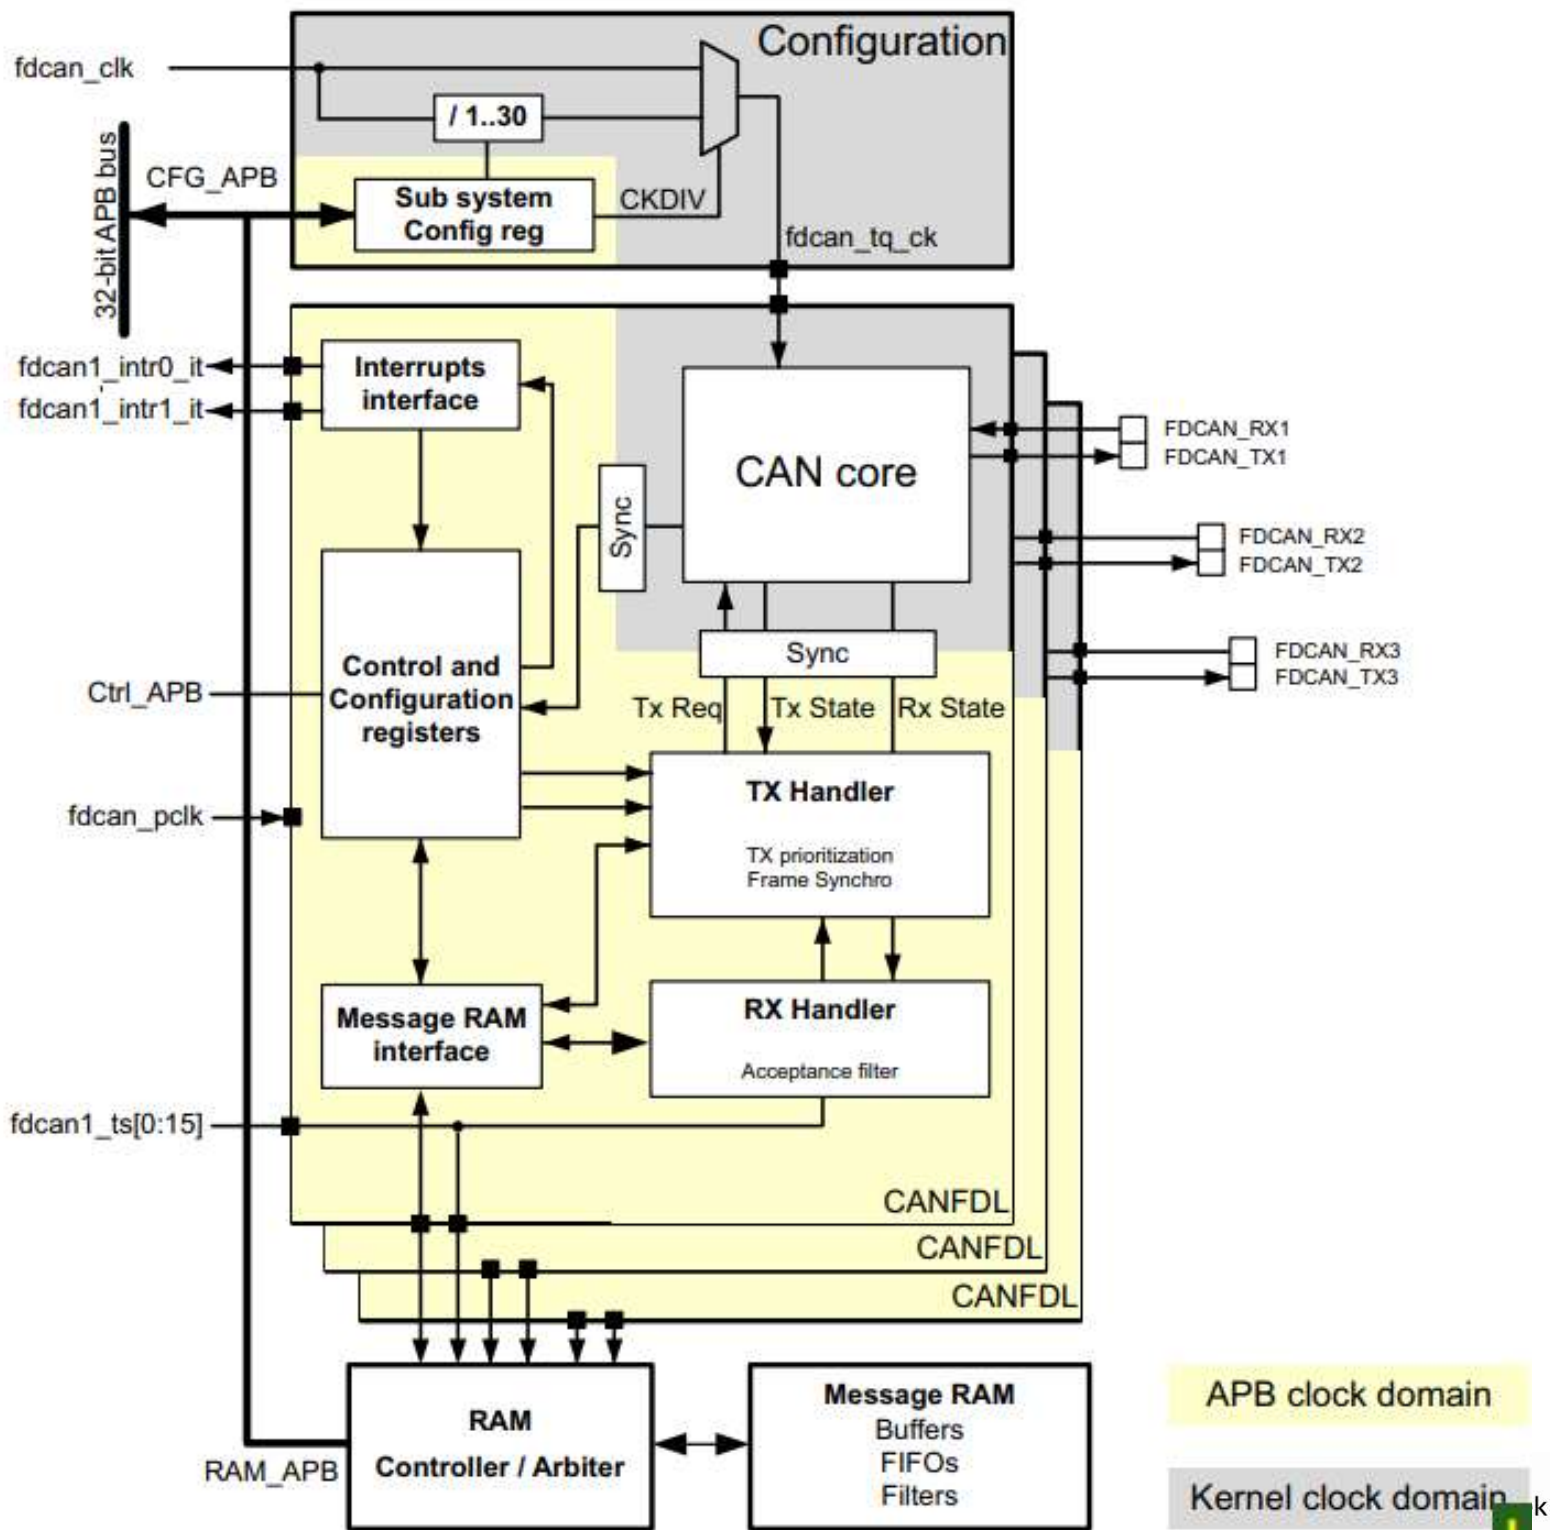 Configuration
fdcan_clk
/ 1..30
32-bit APB bus
CFG_APB
Sub system
Config reg
CKDIV
fdcan_tq_ck
fdcan1_intr0_it
fdcan1_intr1_it
Interrupts
interface
CAN core
Sync
FDCAN_RX1
FDCAN_TX1
FDCAN_RX2
FDCAN_TX2
FDCAN_RX3
FDCAN_TX3
Sync
Ctrl_APB
Control and
Configuration
registers
Tx Req
Tx State
Rx State
fdcan_pclk
TX Handler
TX prioritization
Frame Synchro
Message RAM
interface
RX Handler
Acceptance filter
fdcan1_ts[0:15]
CANFDL
CANFDL
CANFDL
RAM_APB
RAM
Controller / Arbiter
Message RAM
Buffers
FIFOs
Filters
APB clock domain
Kernel clock domain
k